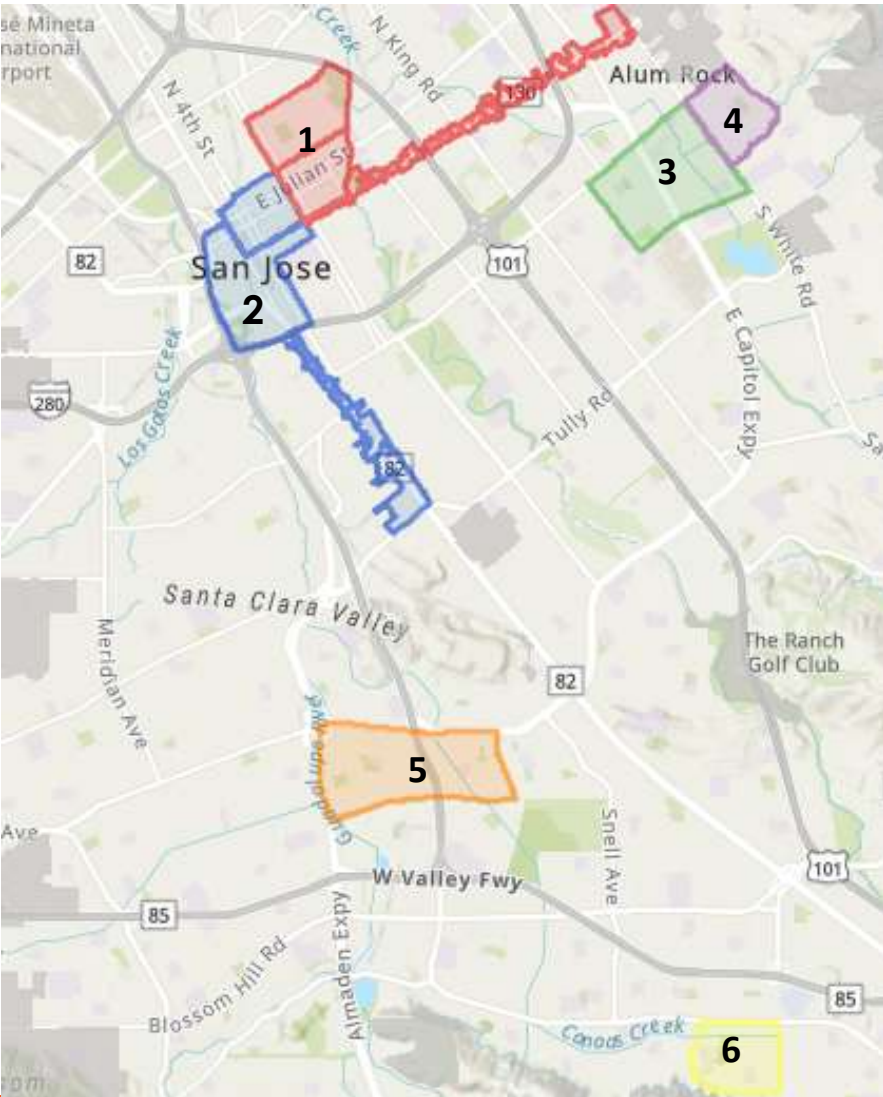 sé Mineta
national
rport
Creek
N King Rd
N 4th St
130
Alum Rock
4
1
3
E Julian St
S White Rd
82
San Jose
101
2
E Capitol Expy
280
Los Gatos Creek
Tully Rd
Sa
82
Santa Clara Valley
Meridian Ave
The Ranch
Golf Club
82
Guadalupe River
5
Ave
Snell Ave
101
W Valley Fwy
85
Almaden Expy
Blossom Hill Rd
85
Canoas Creek
6
om